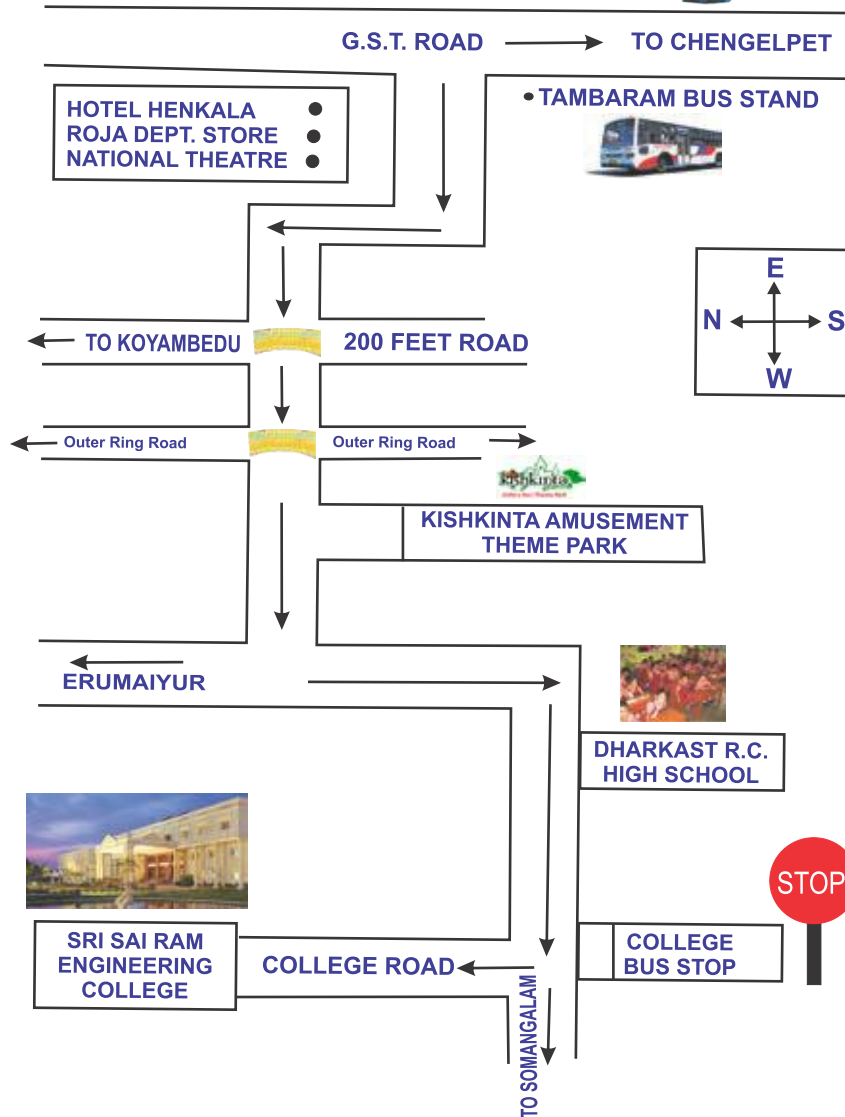 G.S.T. ROAD
TO CHENGELPET
HOTEL HENKALA
ROJA DEPT. STORE
NATIONAL THEATRE
TAMBARAM BUS STAND
E
N
S
W
TO KOYAMBEDU
200 FEET ROAD
Outer Ring Road
Outer Ring Road
kishkinta
KISHKINTA AMUSEMENT
THEME PARK
ERUMAIYUR
DHARKAST R.C.
HIGH SCHOOL
STOP
SRI SAI RAM
ENGINEERING
COLLEGE
COLLEGE ROAD
COLLEGE
BUS STOP
TO SOMANGALAM